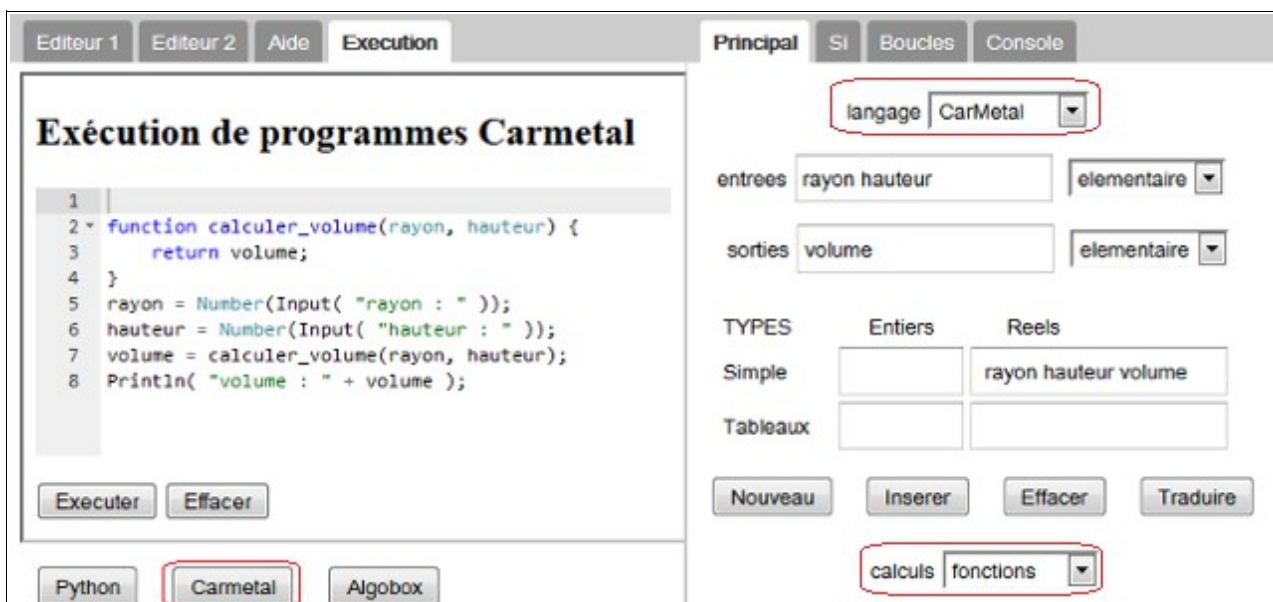 Editeur 1 Editeur 2 Aide Execution
Exécution de programmes Carmetal
1
2 function calculer_volume(rayon, hauteur) {
3 return volume;
4 }
5 rayon = Number(Input( "rayon : " ));
6 hauteur = Number(Input( "hauteur : " ));
7 volume = calculer_volume(rayon, hauteur);
8 Println( "volume : " + volume );
Executer Effacer
Python Carmetal Algobox
Principal Si Boucles Console
langage CarMetal
entrees rayon hauteur elementaire
sorties volume elementaire
TYPES Entiers Reels
Simple rayon hauteur volume
Tableaux
Nouveau Inserer Effacer Traduire
calculs fonctions